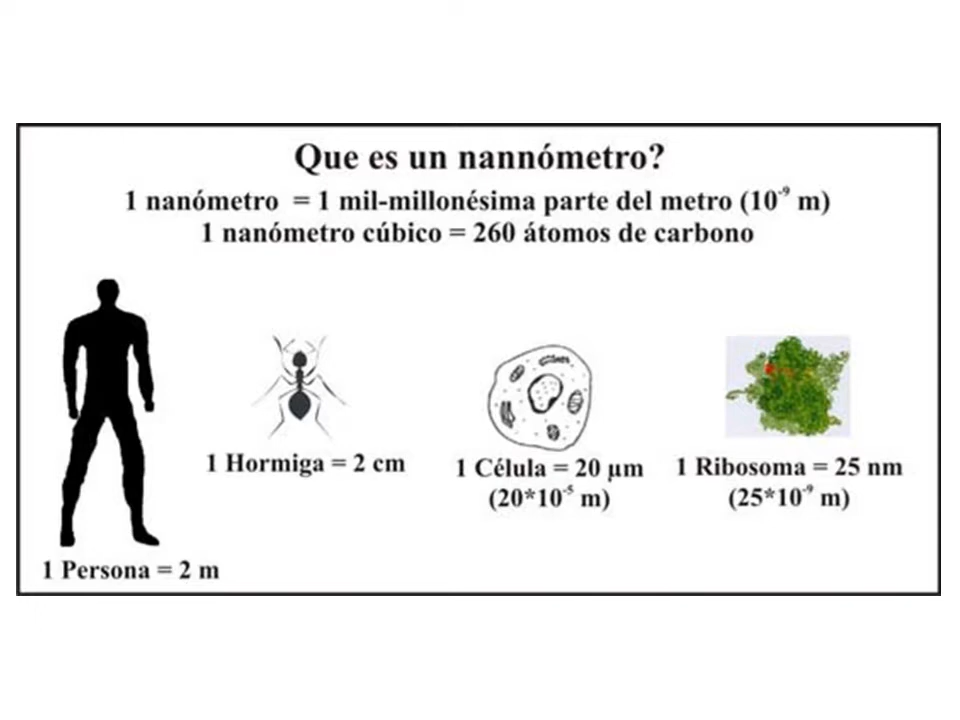 Que es un nannómetro?
1 nanómetro = 1 mil-millonésima parte del metro (10⁻⁹ m)
1 nanómetro cúbico = 260 átomos de carbono
1 Hormiga = 2 cm
1 Célula = 20 µm
(20*10⁻⁵ m)
1 Ribosoma = 25 nm
(25*10⁻⁹ m)
1 Persona = 2 m